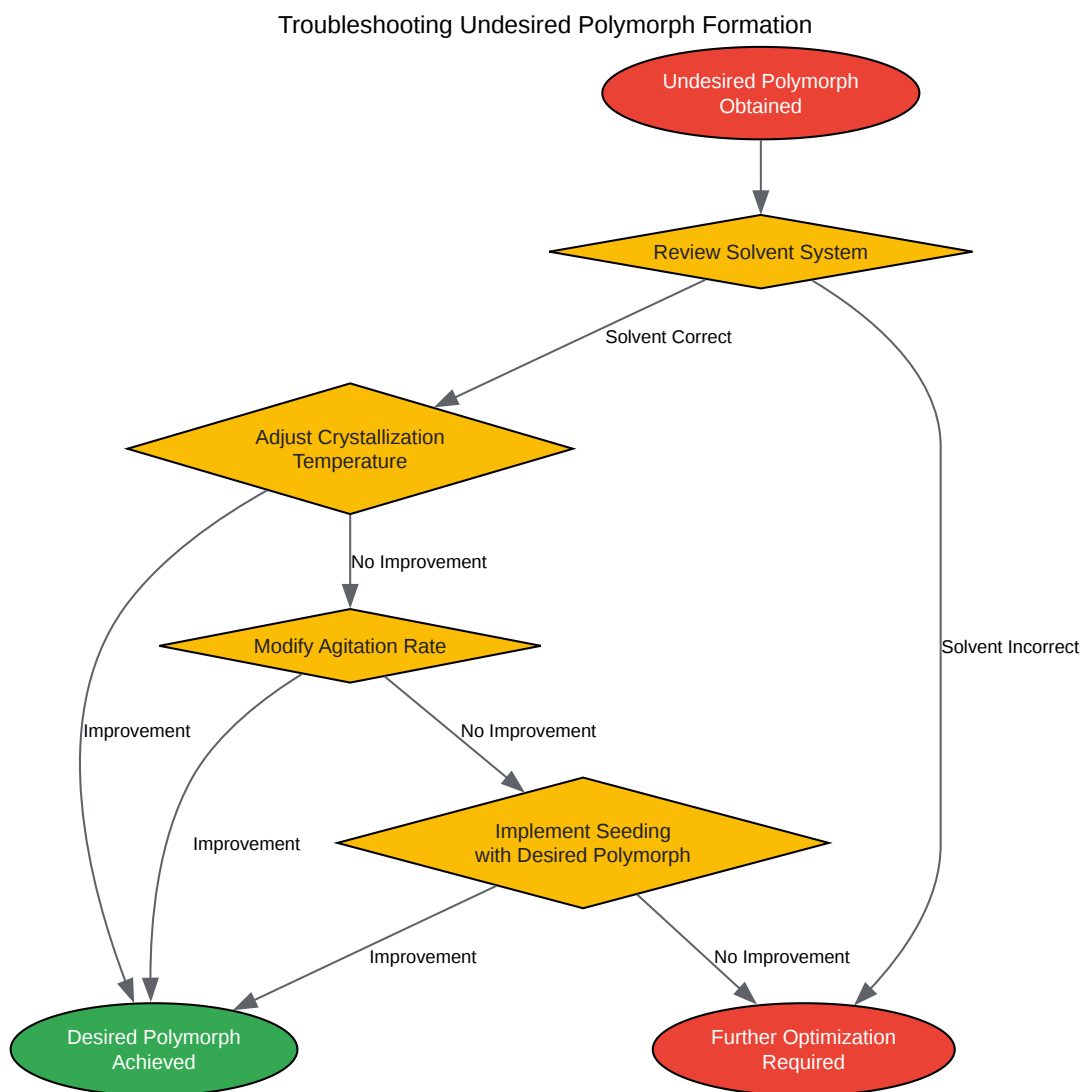 Troubleshooting Undesired Polymorph Formation
Undesired Polymorph
Obtained
Review Solvent System
Solvent Correct
Adjust Crystallization
Temperature
No Improvement
Modify Agitation Rate
Solvent Incorrect
Improvement
No Improvement
Improvement
Implement Seeding
with Desired Polymorph
Improvement
No Improvement
Desired Polymorph
Achieved
Further Optimization
Required